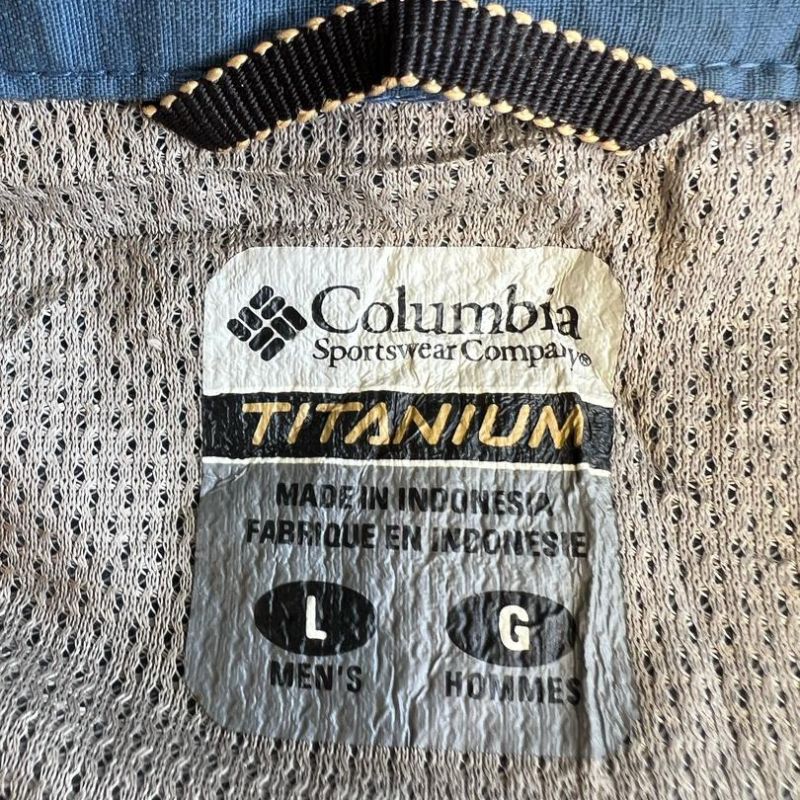 Columbia
Sportswear Company®
TITANIUM
MADE IN INDONESIA
FABRIQUE EN INDONESIE
L G
MEN'S HOMMES